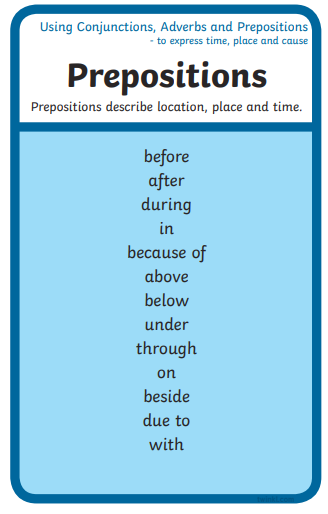 Using Conjunctions, Adverbs and Prepositions
- to express time, place and cause
Prepositions
Prepositions describe location, place and time.
before
after
during
in
because of
above
below
under
through
on
beside
due to
with